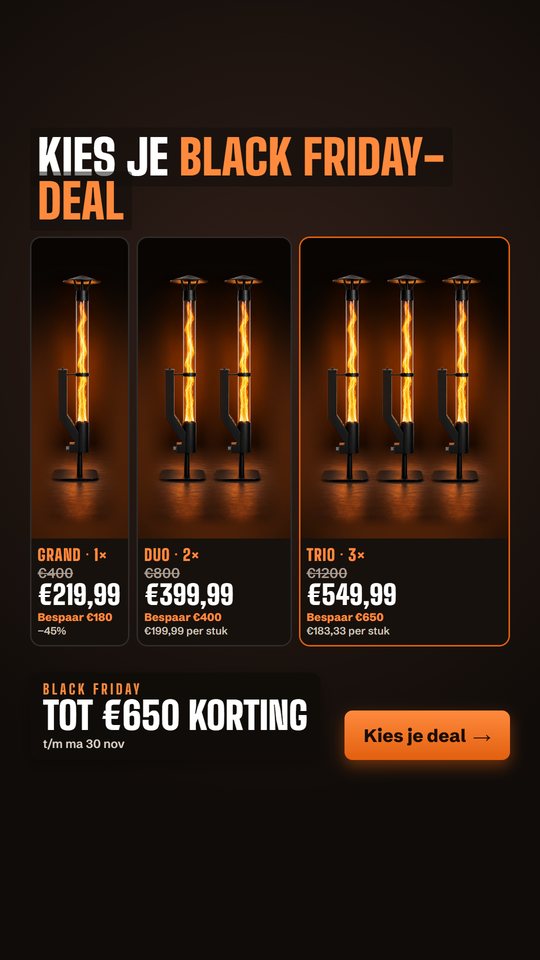 KIES JE BLACK FRIDAY-
DEAL
GRAND · 1×
€400
€219,99
Bespaar €180
−45%
DUO · 2×
€800
€399,99
Bespaar €400
€199,99 per stuk
TRIO · 3×
€1200
€549,99
Bespaar €650
€183,33 per stuk
BLACK FRIDAY
TOT €650 KORTING
t/m ma 30 nov
Kies je deal →